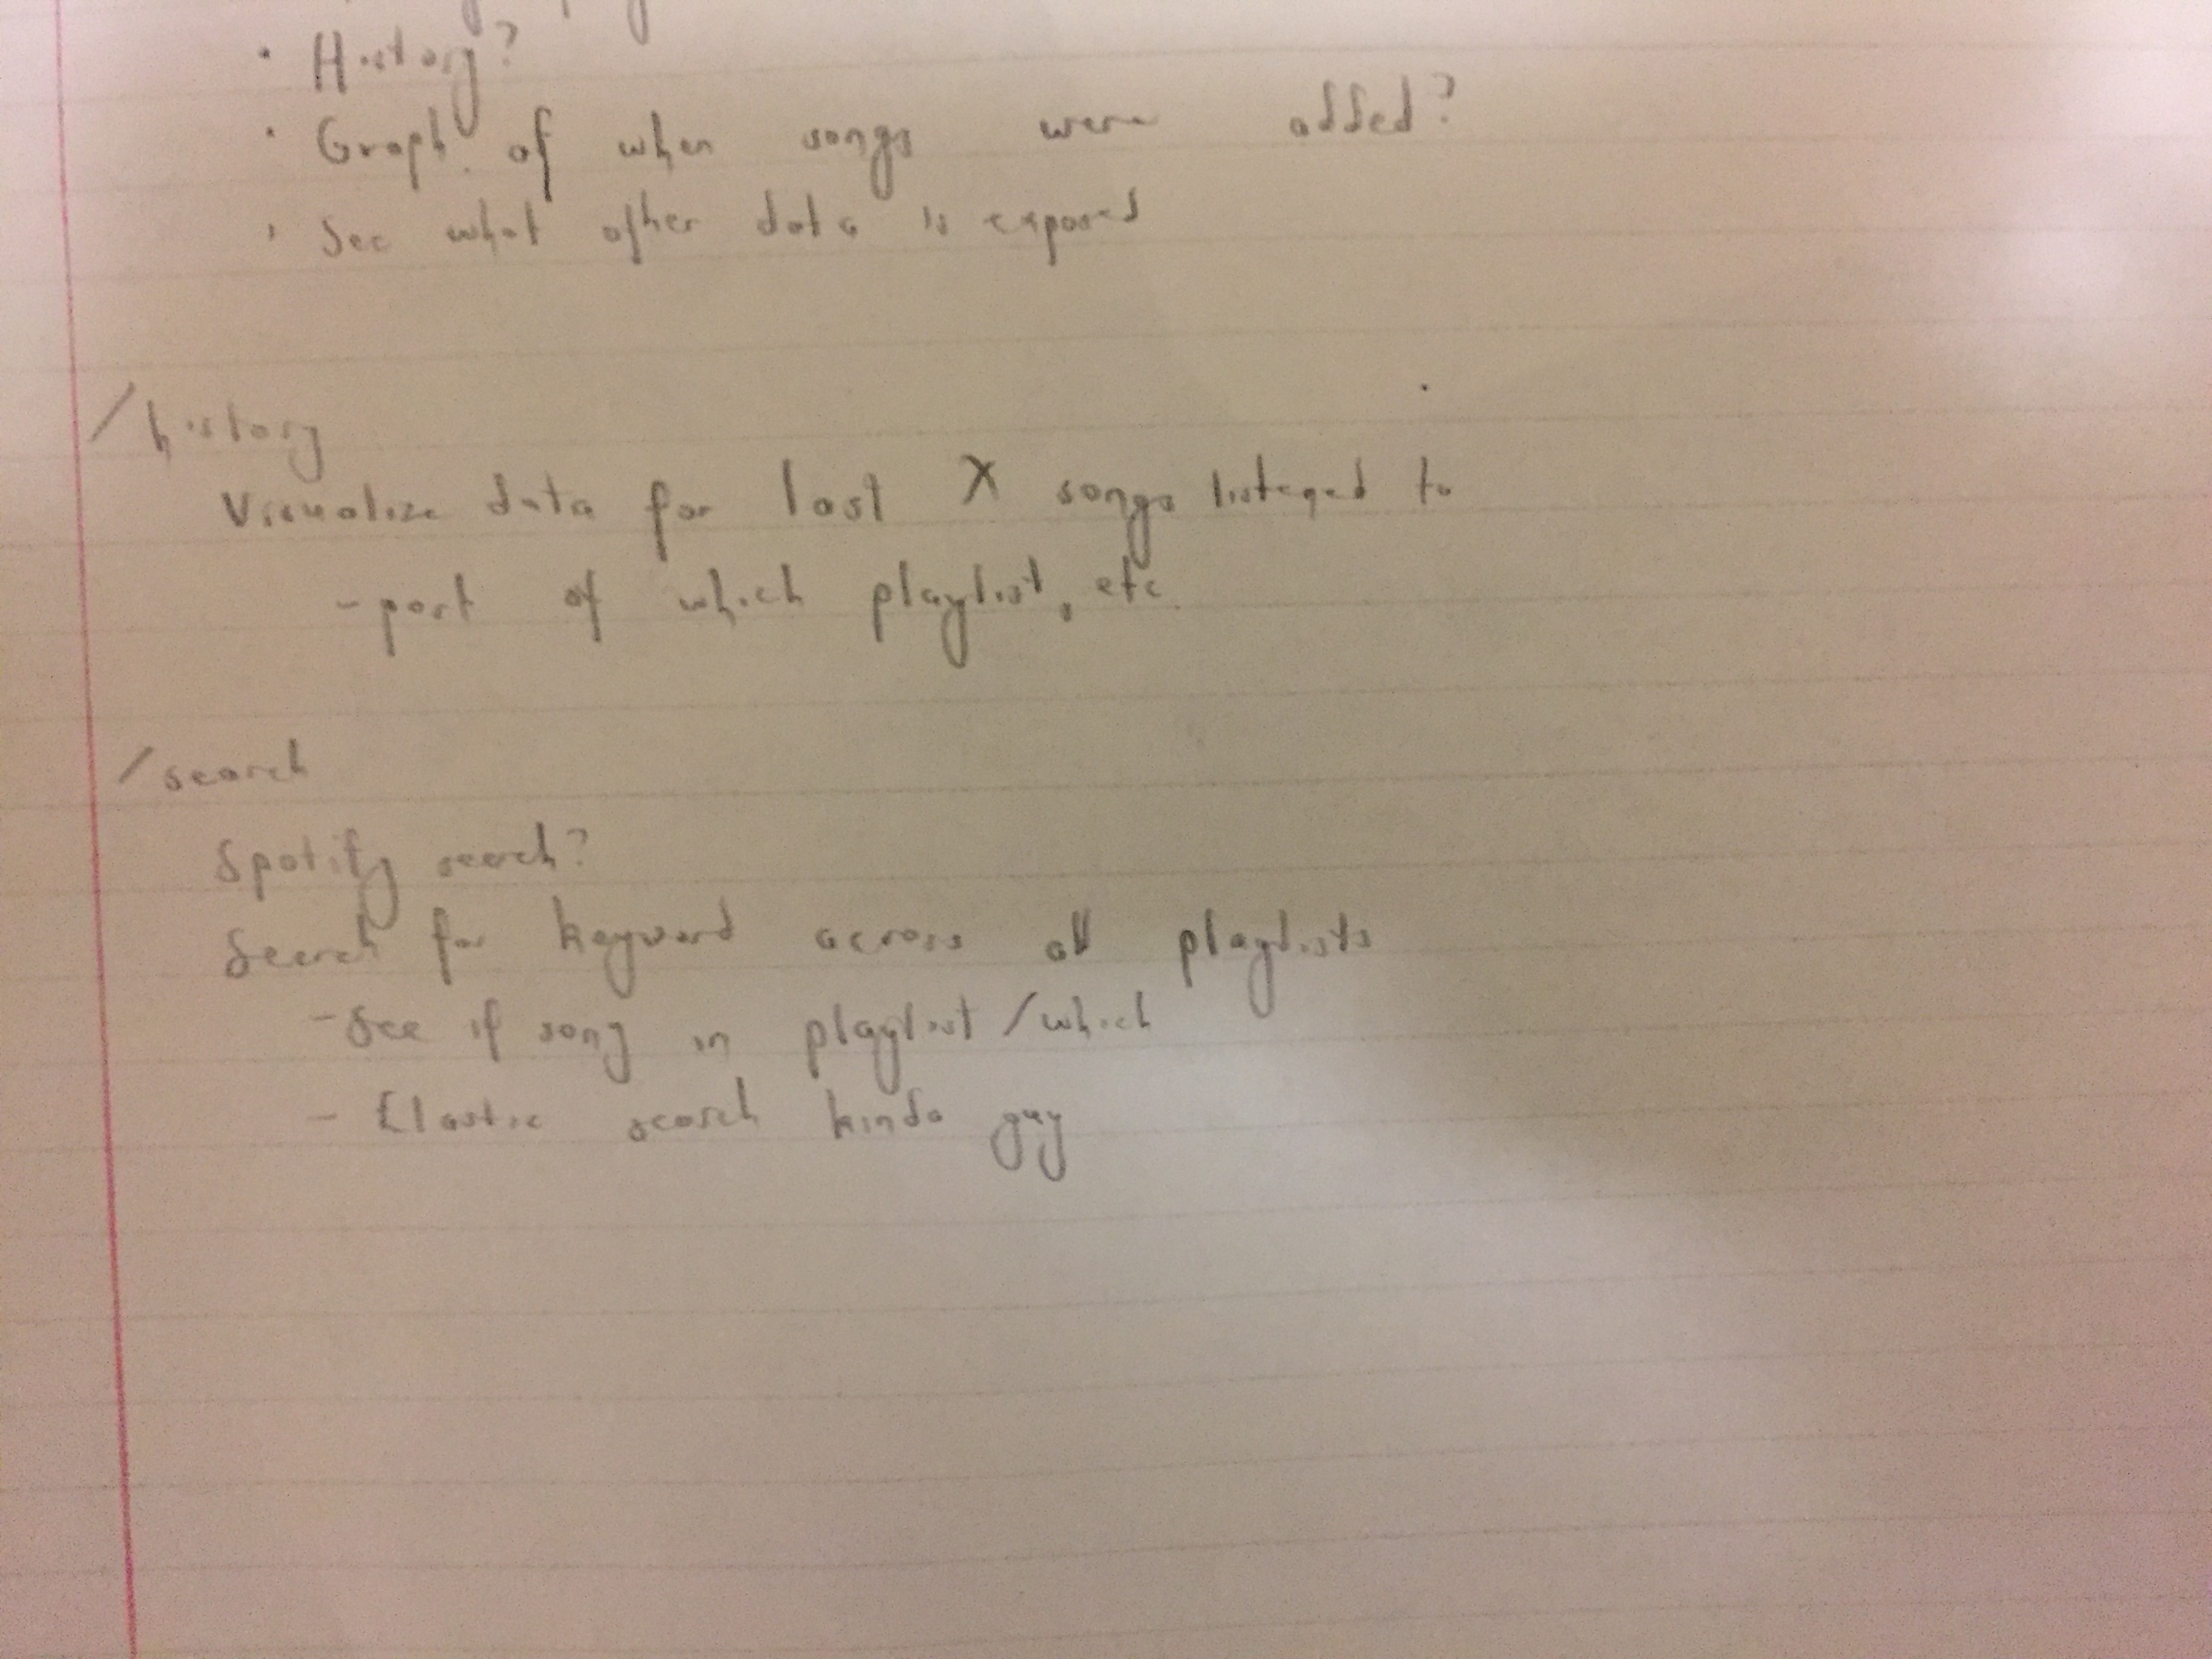 · History?
· Graph of when songs were added?
· See what other data is exposed
/history
Visualize data for last X songs listened to
- part of which playlist, etc.
/search
Spotify search?
Search for keyword across all playlists
- See if song in playlist/which
- Elastic search kinda guy